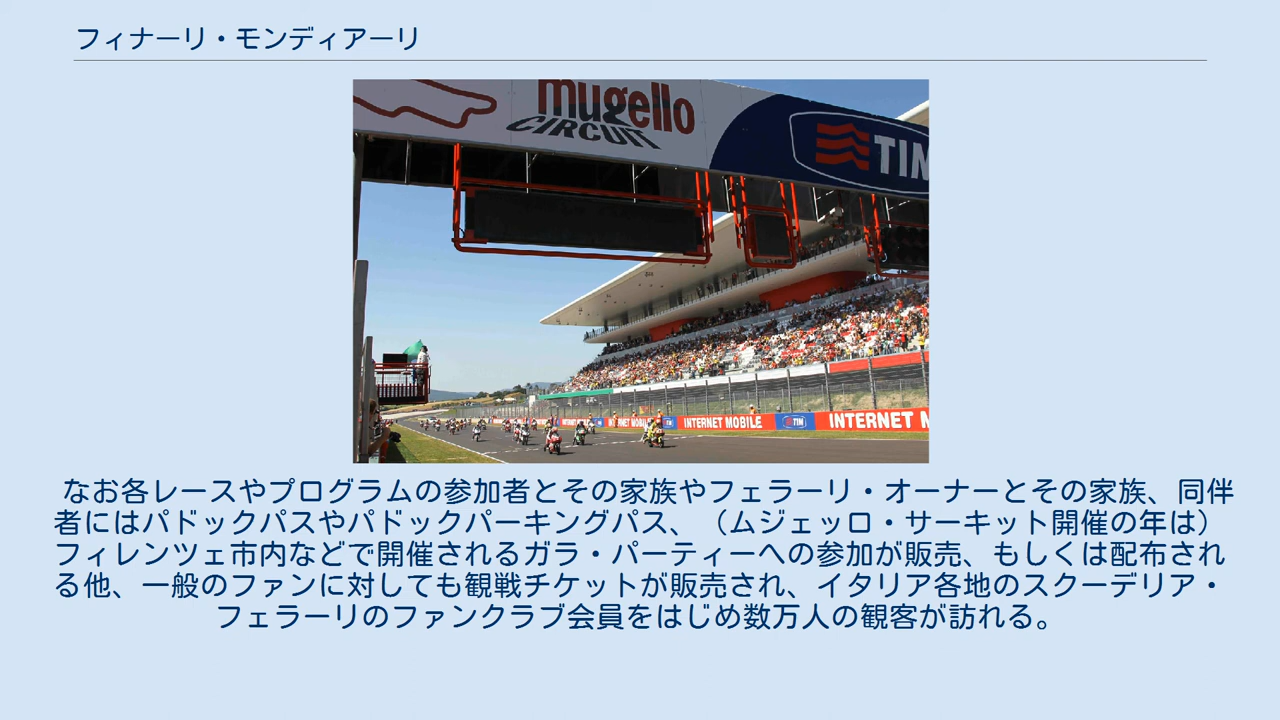 フィナーリ・モンディアーリ
mugello
CIRCUIT
TIM
INTERNET MOBILE
TIM
INTERNET M
なお各レースやプログラムの参加者とその家族やフェラーリ・オーナーとその家族、同伴
者にはパドックパスやパドックパーキングパス、（ムジェッロ・サーキット開催の年は）
フィレンツェ市内などで開催されるガラ・パーティーへの参加が販売、もしくは配布され
る他、一般のファンに対しても観戦チケットが販売され、イタリア各地のスクーデリア・
フェラーリのファンクラブ会員をはじめ数万人の観客が訪れる。